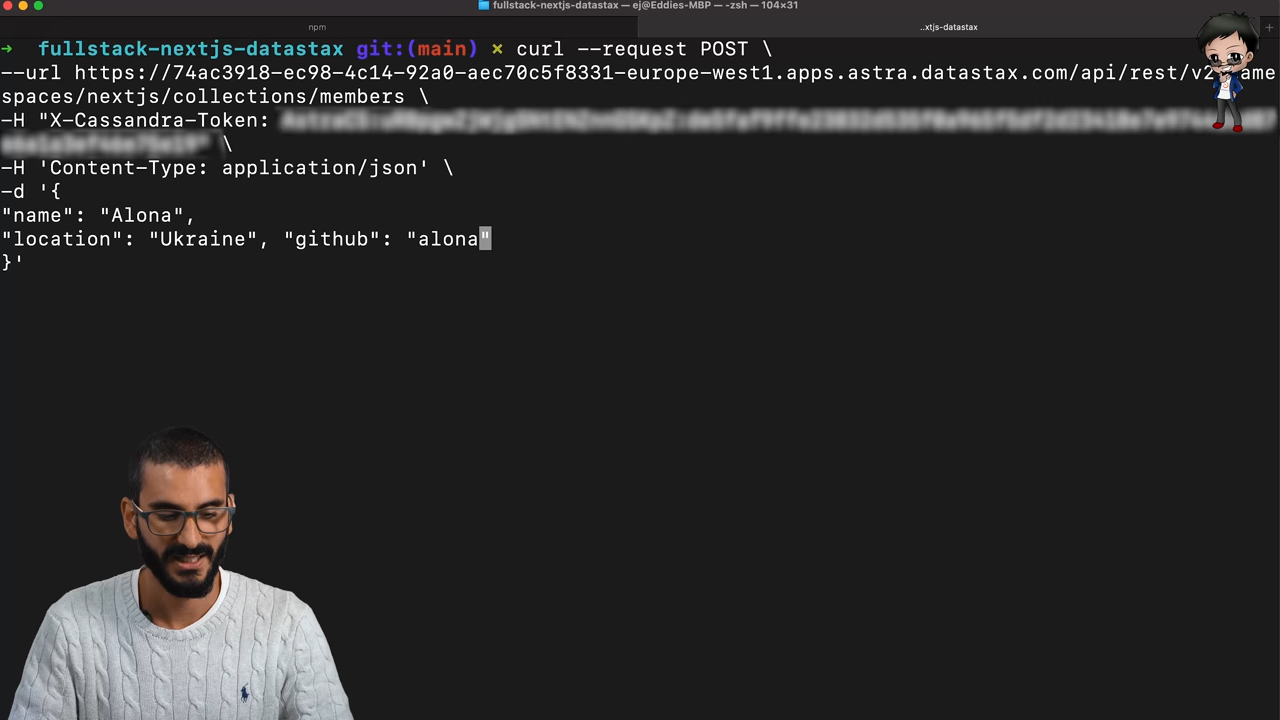 fullstack-nextjs-datastax — ej@Eddies-MBP — -zsh — 104×31
npm
..xtjs-datastax
+
→ fullstack-nextjs-datastax git:(main) × curl --request POST \
--url https://74ac3918-ec98-4c14-92a0-aec70c5f8331-europe-west1.apps.astra.datastax.com/api/rest/v2 ame
spaces/nextjs/collections/members \
-H "X-Cassandra-Token:
\
-H 'Content-Type: application/json' \
-d '{
"name": "Alona",
"location": "Ukraine", "github": "alona"
}'